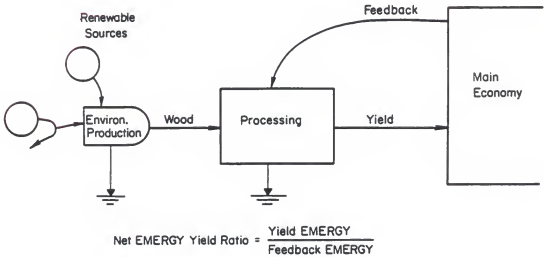 Renewable
Sources
Feedback
Main
Economy
Environ.
Production
Wood
Processing
Yield
Net EMERGY Yield Ratio = Yield EMERGY
Feedback EMERGY